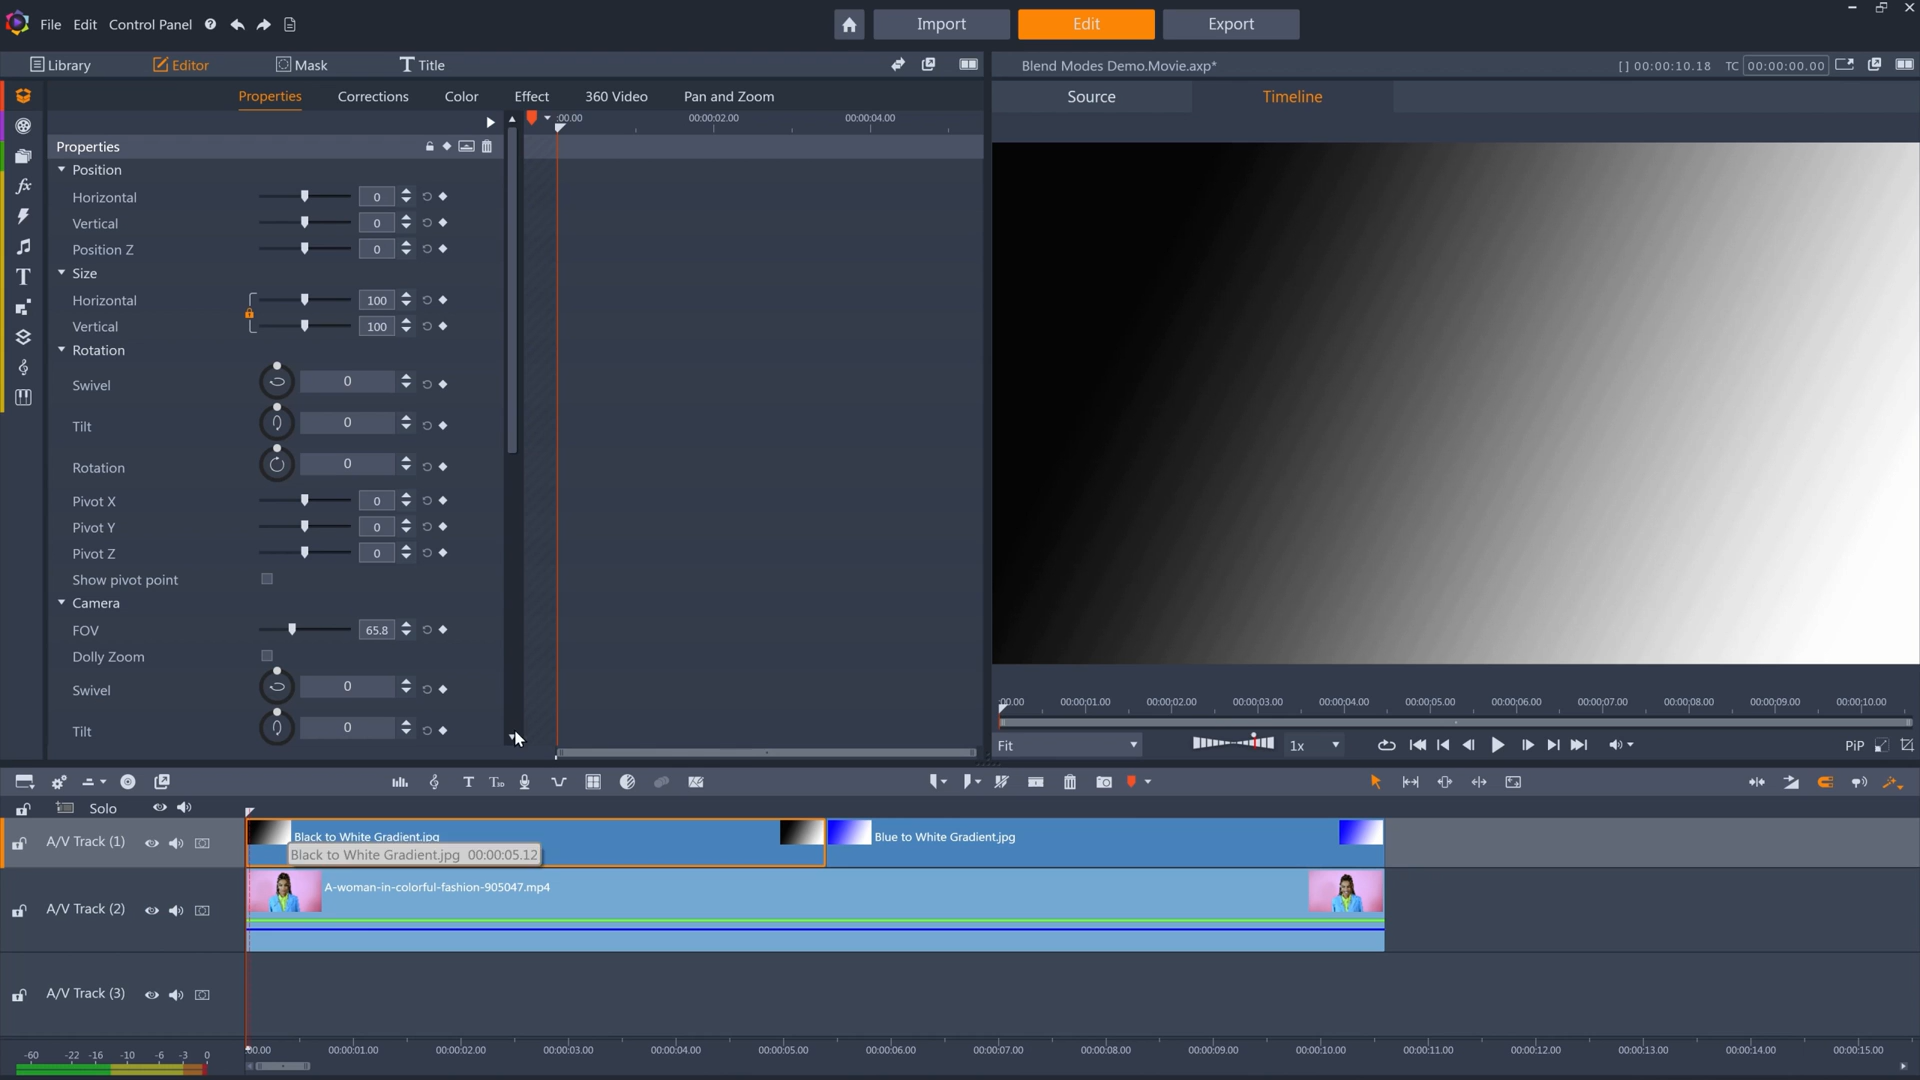 File Edit Control Panel Import Edit Export
Library Editor Mask Title Blend Modes Demo.Movie.axp* [ ] 00:00:10.18 TC 00:00:00.00
Properties Corrections Color Effect 360 Video Pan and Zoom Source Timeline
:00.00 00:00:02.00 00:00:04.00
Properties
Position
Horizontal 0
Vertical 0
Position Z 0
Size
Horizontal 100
Vertical 100
Rotation
Swivel 0
Tilt 0
Rotation 0
Pivot X 0
Pivot Y 0
Pivot Z 0
Show pivot point
Camera
FOV 65.8
Dolly Zoom
Swivel 0
Tilt 0
:00.00 00:00:01.00 00:00:02.00 00:00:03.00 00:00:04.00 00:00:05.00 00:00:06.00 00:00:07.00 00:00:08.00 00:00:09.00 00:00:10.00
Fit 1x PiP
Solo
A/V Track (1) Black to White Gradient.jpg Blue to White Gradient.jpg
Black to White Gradient.jpg 00:00:05.12
A/V Track (2) A-woman-in-colorful-fashion-905047.mp4
A/V Track (3)
-60 -22 -16 -10 -6 -3 0 :00.00 00:00:01.00 00:00:02.00 00:00:03.00 00:00:04.00 00:00:05.00 00:00:06.00 00:00:07.00 00:00:08.00 00:00:09.00 00:00:10.00 00:00:11.00 00:00:12.00 00:00:13.00 00:00:14.00 00:00:15.00